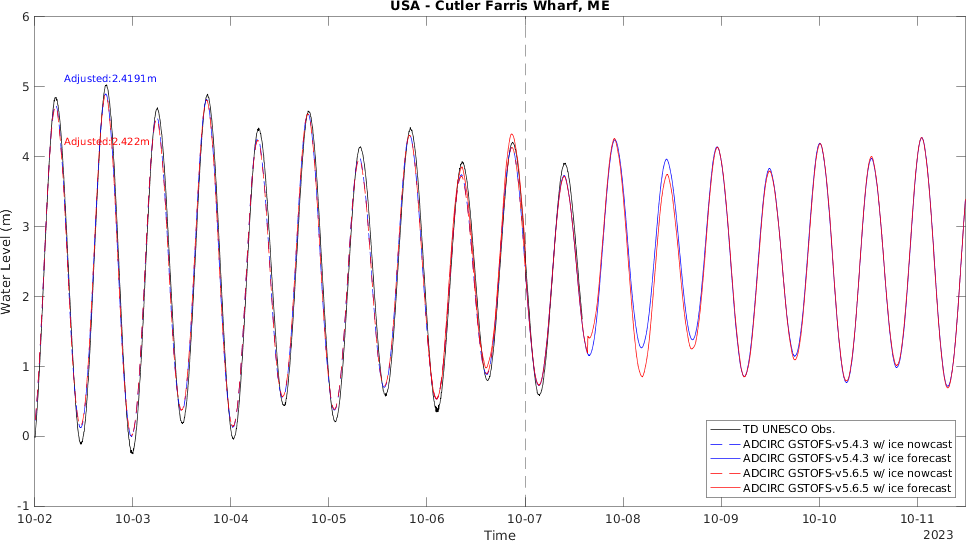 USA - Cutler Farris Wharf, ME
6
5
4
3
2
1
0
-1
Water Level (m)
Adjusted:2.4191m
Adjusted:2.422m
TD UNESCO Obs.
ADCIRC GSTOFS-v5.4.3 w/ ice nowcast
ADCIRC GSTOFS-v5.4.3 w/ ice forecast
ADCIRC GSTOFS-v5.6.5 w/ ice nowcast
ADCIRC GSTOFS-v5.6.5 w/ ice forecast
10-02 10-03 10-04 10-05 10-06 10-07 10-08 10-09 10-10 10-11
Time
2023